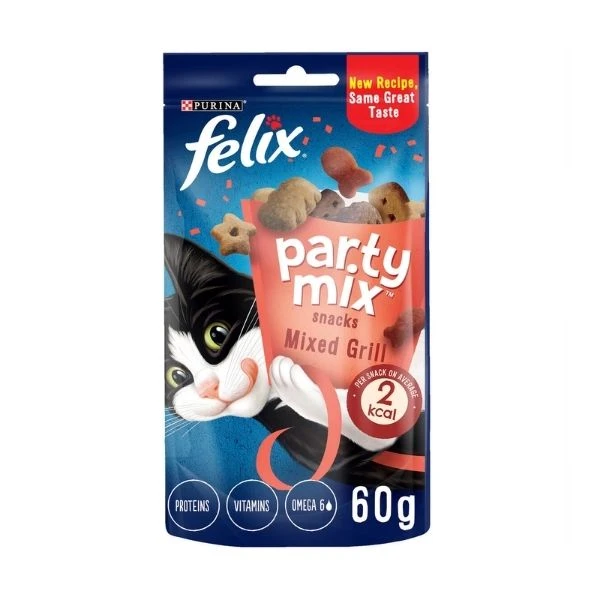 New Recipe,
Same Great
Taste
PURINA
felix®
party
mix™
snacks
Mixed Grill
PER SNACK ON AVERAGE
2
kcal
PROTEINS
VITAMINS
OMEGA 6
60g